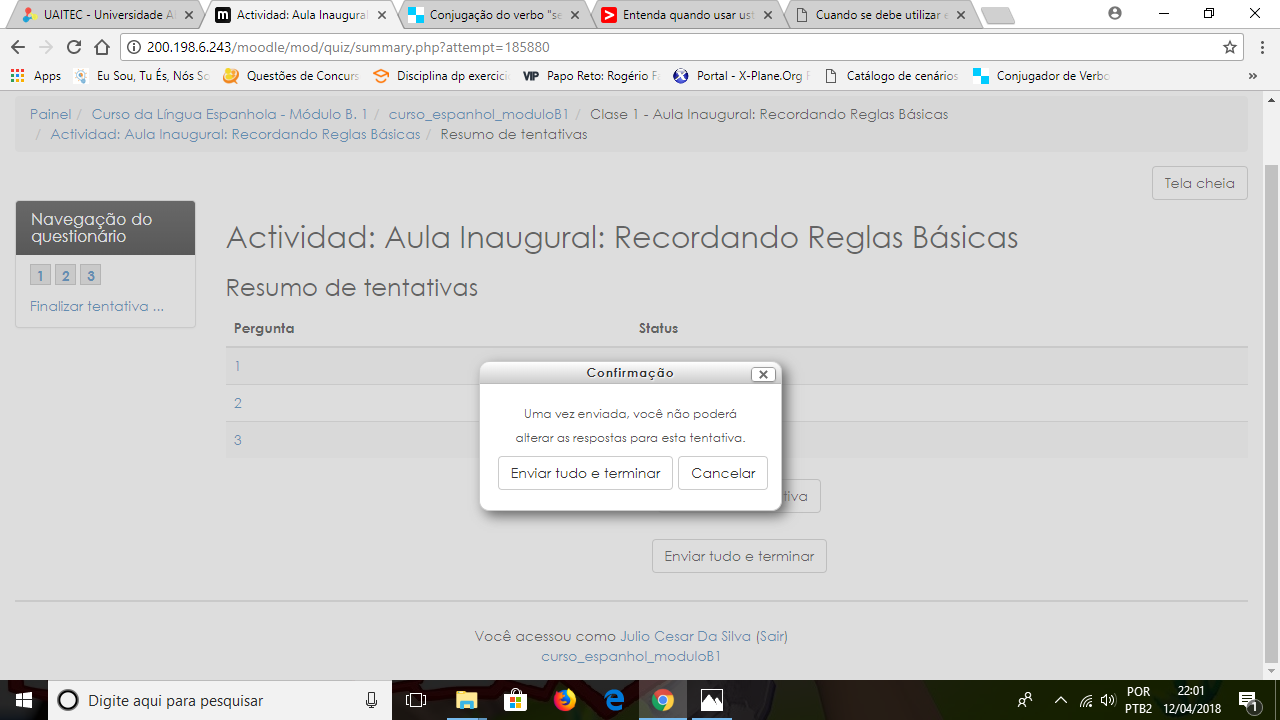 UAITEC - Universidade Al
Actividad: Aula Inaugural
Conjugação do verbo "se
Entenda quando usar ust
Cuando se debe utilizar e
200.198.6.243/moodle/mod/quiz/summary.php?attempt=185880
Apps
Eu Sou, Tu És, Nós So
Questões de Concurs
Disciplina dp exercici
VIP Papo Reto: Rogério Fa
Portal - X-Plane.Org F
Catálogo de cenários
Conjugador de Verbo
»
Painel / Curso da Língua Espanhola - Módulo B. 1 / curso_espanhol_moduloB1 / Clase 1 - Aula Inaugural: Recordando Reglas Básicas
/ Actividad: Aula Inaugural: Recordando Reglas Básicas / Resumo de tentativas
Tela cheia
Navegação do
questionário
1 2 3
Finalizar tentativa ...
Actividad: Aula Inaugural: Recordando Reglas Básicas
Resumo de tentativas
Pergunta Status
1
2
3
Confirmação
Uma vez enviada, você não poderá
alterar as respostas para esta tentativa.
Enviar tudo e terminar Cancelar
tiva
Enviar tudo e terminar
Você acessou como Julio Cesar Da Silva (Sair)
curso_espanhol_moduloB1
Digite aqui para pesquisar
POR
PTB2
22:01
12/04/2018
1